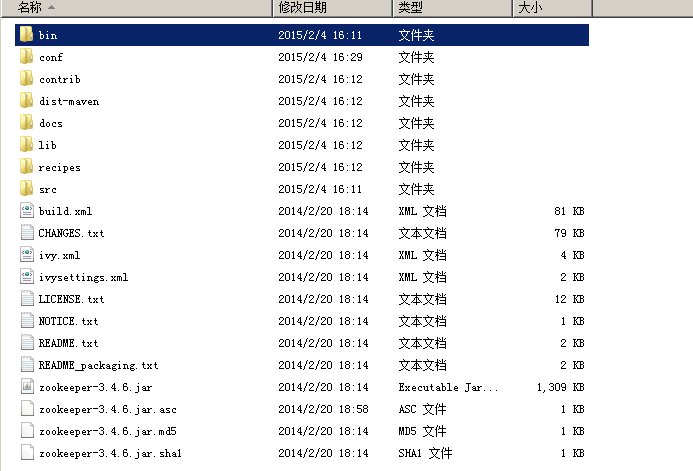 名称 修改日期 类型 大小
bin 2015/2/4 16:11 文件夹
conf 2015/2/4 16:29 文件夹
contrib 2015/2/4 16:12 文件夹
dist-maven 2015/2/4 16:12 文件夹
docs 2015/2/4 16:12 文件夹
lib 2015/2/4 16:12 文件夹
recipes 2015/2/4 16:12 文件夹
src 2015/2/4 16:11 文件夹
build.xml 2014/2/20 18:14 XML 文档 81 KB
CHANGES.txt 2014/2/20 18:14 文本文档 79 KB
ivy.xml 2014/2/20 18:14 XML 文档 4 KB
ivysettings.xml 2014/2/20 18:14 XML 文档 2 KB
LICENSE.txt 2014/2/20 18:14 文本文档 12 KB
NOTICE.txt 2014/2/20 18:14 文本文档 1 KB
README.txt 2014/2/20 18:14 文本文档 2 KB
README_packaging.txt 2014/2/20 18:14 文本文档 2 KB
zookeeper-3.4.6.jar 2014/2/20 18:14 Executable Jar... 1,309 KB
zookeeper-3.4.6.jar.asc 2014/2/20 18:58 ASC 文件 1 KB
zookeeper-3.4.6.jar.md5 2014/2/20 18:14 MD5 文件 1 KB
zookeeper-3.4.6.jar.sha1 2014/2/20 18:14 SHA1 文件 1 KB